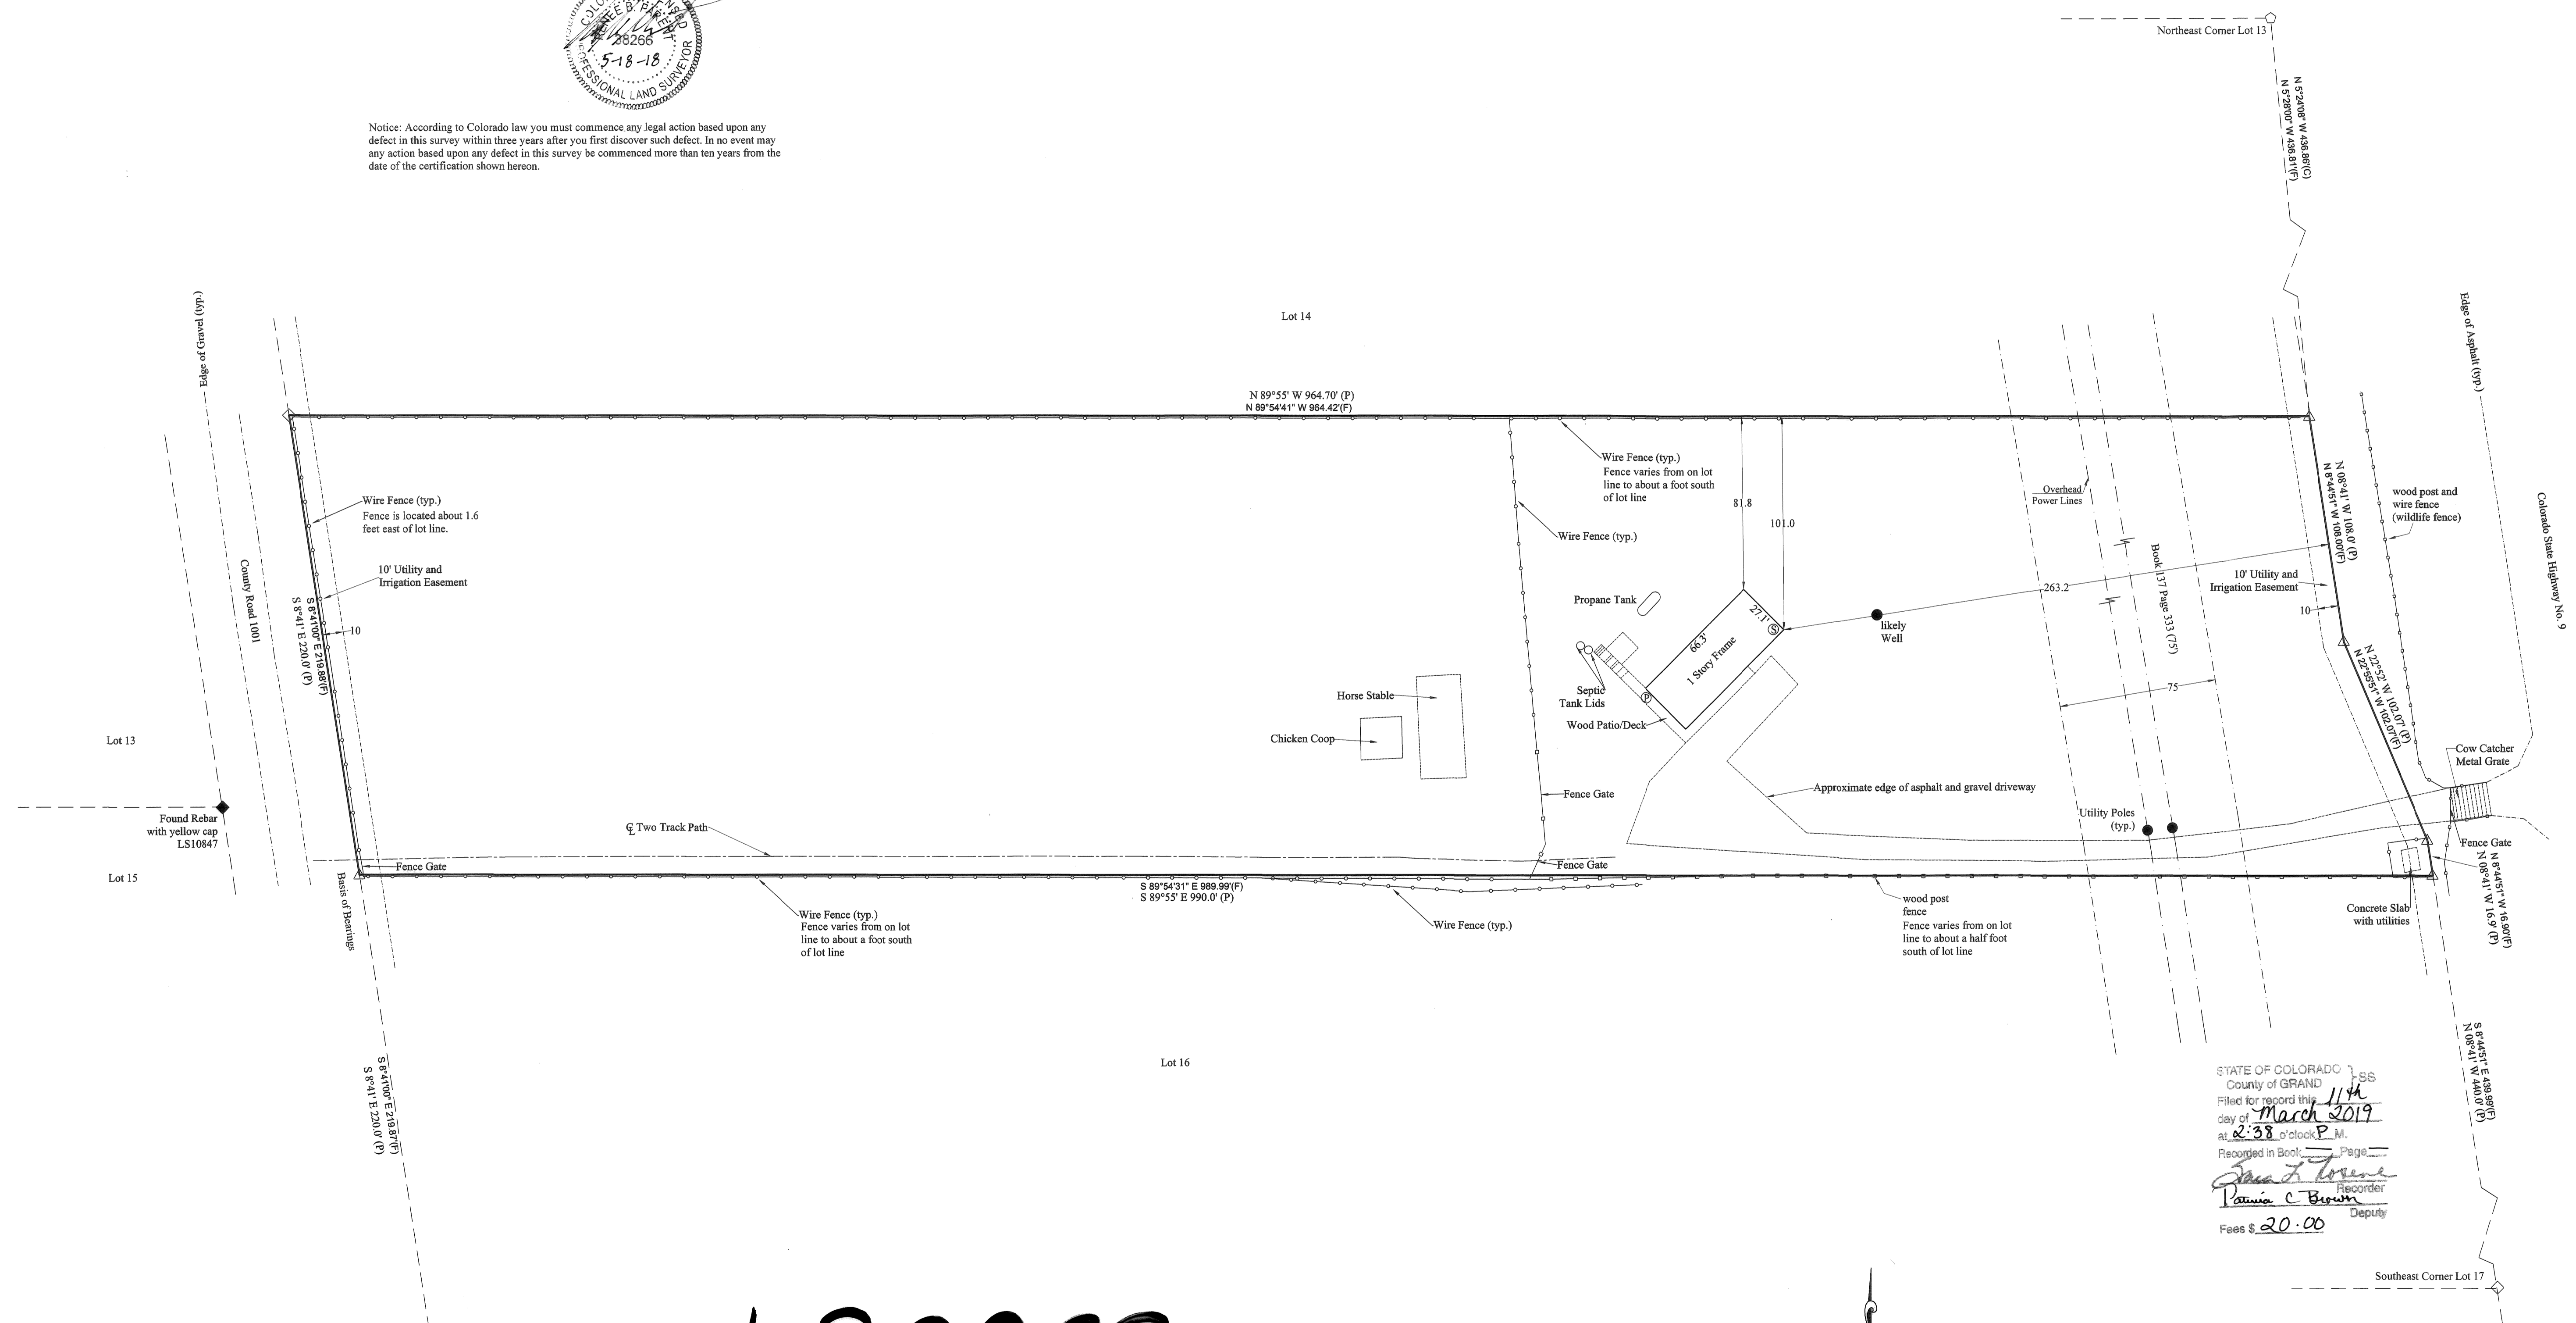 38266
5-18-18
PROFESSIONAL LAND SURVEYOR
Notice: According to Colorado law you must commence any legal action based upon any
defect in this survey within three years after you first discover such defect. In no event may
any action based upon any defect in this survey be commenced more than ten years from the
date of the certification shown hereon.
Northeast Corner Lot 13
N 5°24'08" W 436.86'(C)
N 5°28'00" W 436.81'(F)
Edge of Gravel (typ.)
Lot 14
Edge of Asphalt (typ.)
N 89°55' W 964.70' (P)
N 89°54'41" W 964.42'(F)
Wire Fence (typ.)
Fence varies from on lot
line to about a foot south
of lot line
Wire Fence (typ.)
Fence is located about 1.6
feet east of lot line.
81.8
101.0
Overhead
Power Lines
N 08°41' W 108.0' (P)
N 8°44'51" W 108.00'(F)
wood post and
wire fence
(wildlife fence)
Colorado State Highway No. 9
Wire Fence (typ.)
County Road 1001
10' Utility and
Irrigation Easement
S 8°41'00" E 219.88'(F)
S 8°41' E 220.0' (P)
10
Propane Tank
27.1'
S
66.3'
1 Story Frame
likely
Well
263.2
Book 137 Page 333 (75')
10' Utility and
Irrigation Easement
10
N 22°52' W 102.07' (P)
N 22°55'51" W 102.07'(F)
75
Septic
Tank Lids
P
Wood Patio/Deck
Horse Stable
Chicken Coop
Lot 13
Cow Catcher
Metal Grate
Fence Gate
Approximate edge of asphalt and gravel driveway
Utility Poles
(typ.)
Found Rebar
with yellow cap
LS10847
℄ Two Track Path
Fence Gate
Fence Gate
Fence Gate
Lot 15
Basis of Bearings
S 89°54'31" E 989.99'(F)
S 89°55' E 990.0' (P)
Wire Fence (typ.)
Fence varies from on lot
line to about a foot south
of lot line
Wire Fence (typ.)
wood post
fence
Fence varies from on lot
line to about a half foot
south of lot line
Concrete Slab
with utilities
N 8°44'51" W 16.90'(F)
N 08°41' W 16.9' (P)
Lot 16
S 8°41'00" E 219.87'(F)
S 8°41' E 220.0' (P)
S 8°44'51" E 439.99'(F)
N 08°41' W 440.0' (P)
STATE OF COLORADO } SS
County of GRAND
Filed for record this 11th
day of March 2019
at 2:38 o'clock P M.
Recorded in Book — Page —
Recorder
Patricia C Brown
Deputy
Fees $ 20.00
Southeast Corner Lot 17